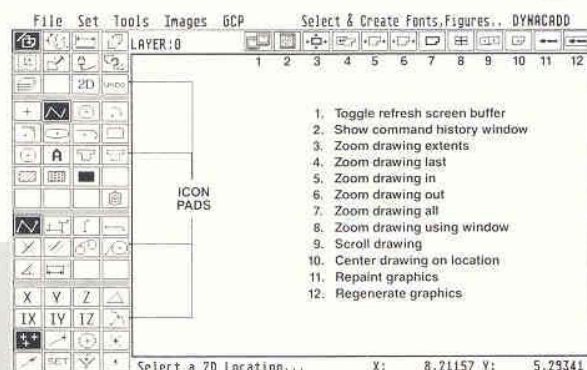 File Set Tools Images GCP Select & Create Fonts,Figures.. DYNACADD
LAYER:0
1 2 3 4 5 6 7 8 9 10 11 12
2D UNDO
A
1. Toggle refresh screen buffer
2. Show command history window
3. Zoom drawing extents
4. Zoom drawing last
5. Zoom drawing in
6. Zoom drawing out
7. Zoom drawing all
8. Zoom drawing using window
9. Scroll drawing
10. Center drawing on location
11. Repaint graphics
12. Regenerate graphics
ICON
PADS
X Y Z
IX IY IZ
SET
Select a 2D Location... X: 8.21157 Y: 5.29341